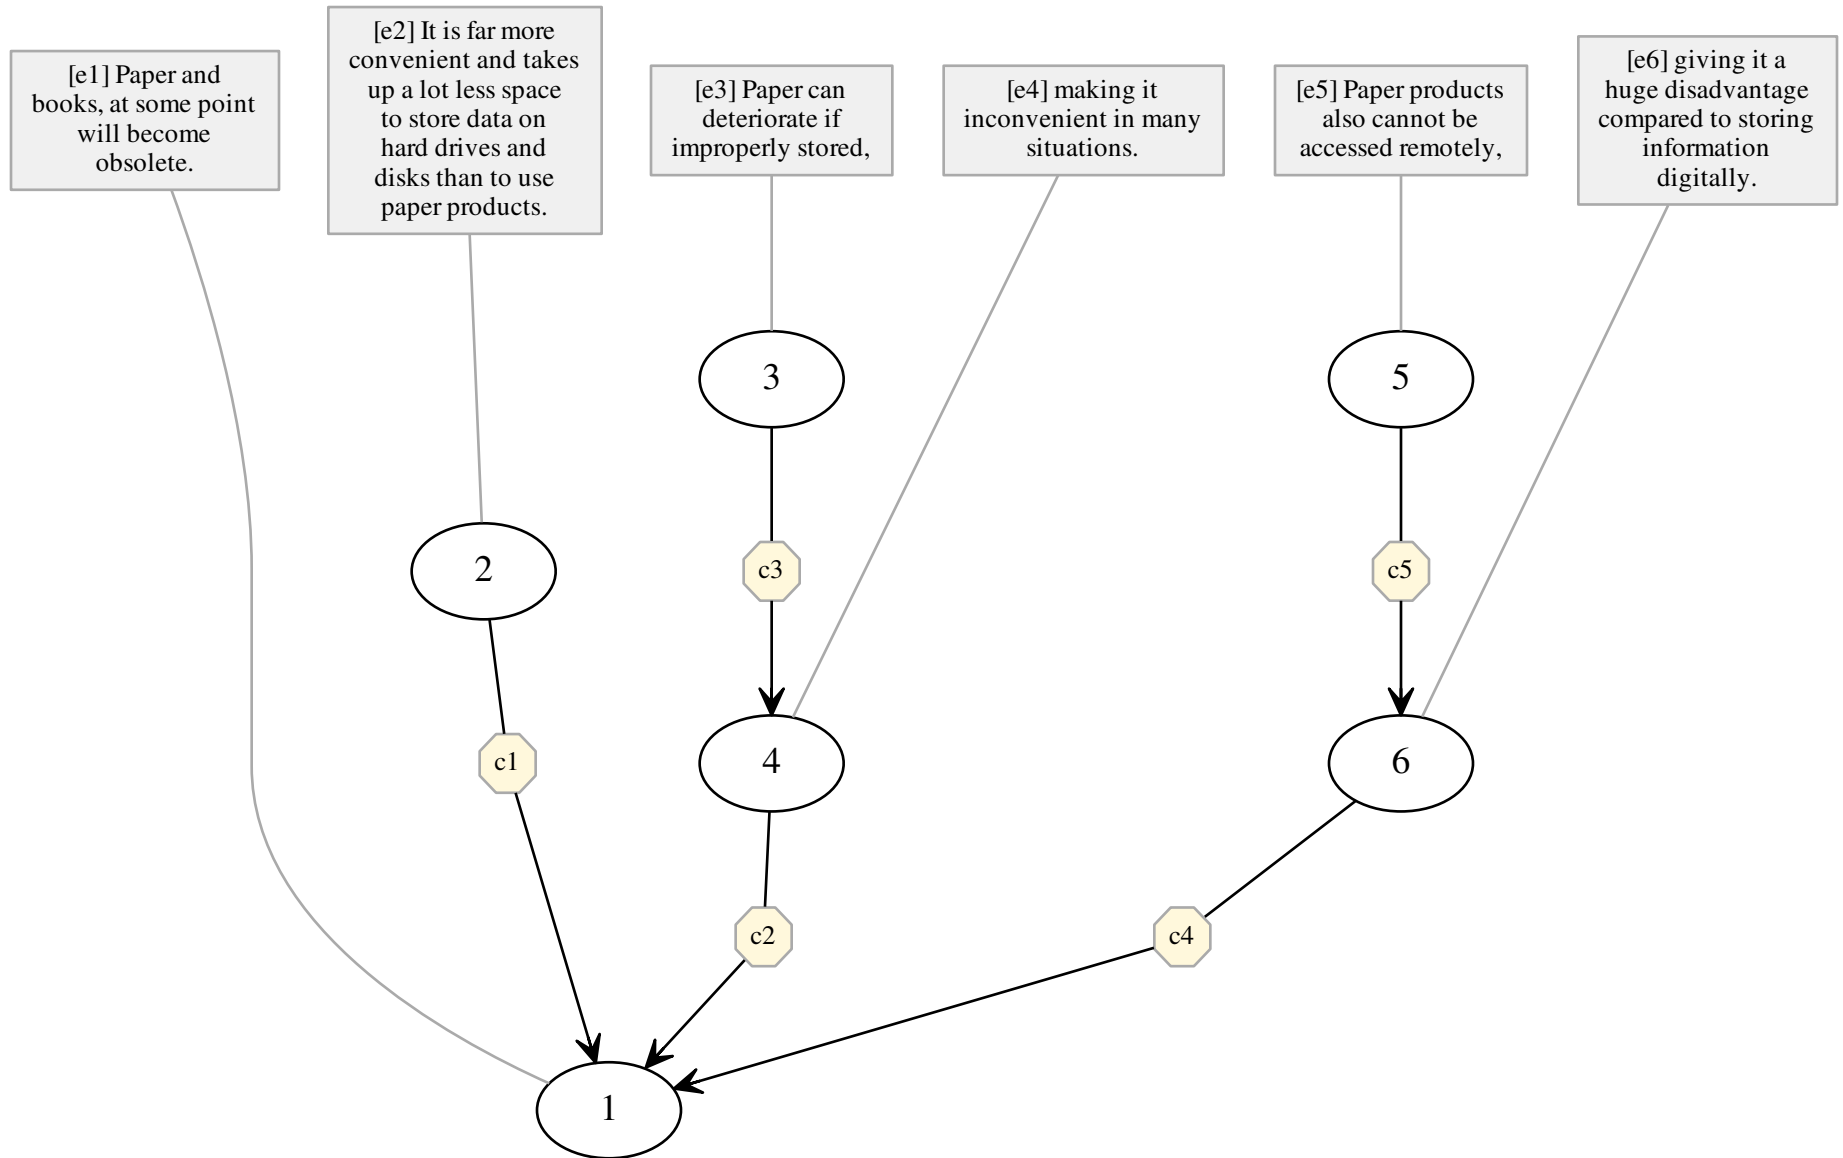 [e1] Paper and
books, at some point
will become
obsolete.
[e2] It is far more
convenient and takes
up a lot less space
to store data on
hard drives and
disks than to use
paper products.
[e3] Paper can
deteriorate if
improperly stored,
[e4] making it
inconvenient in many
situations.
[e5] Paper products
also cannot be
accessed remotely,
[e6] giving it a
huge disadvantage
compared to storing
information
digitally.
3
5
2
c3
c5
c1
4
6
c2
c4
1